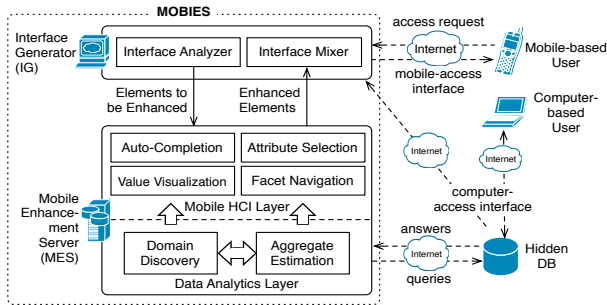 MOBIES
Interface
Generator
(IG)
Interface Analyzer
Interface Mixer
access request
Internet
mobile-access
interface
Mobile-based
User
Elements to
be Enhanced
Enhanced
Elements
Computer-
based User
Auto-Completion
Attribute Selection
Value Visualization
Facet Navigation
Internet
Internet
Mobile HCI Layer
computer-
access interface
Mobile
Enhance-
ment
Server
(MES)
Domain
Discovery
Aggregate
Estimation
Data Analytics Layer
answers
Internet
queries
Hidden
DB